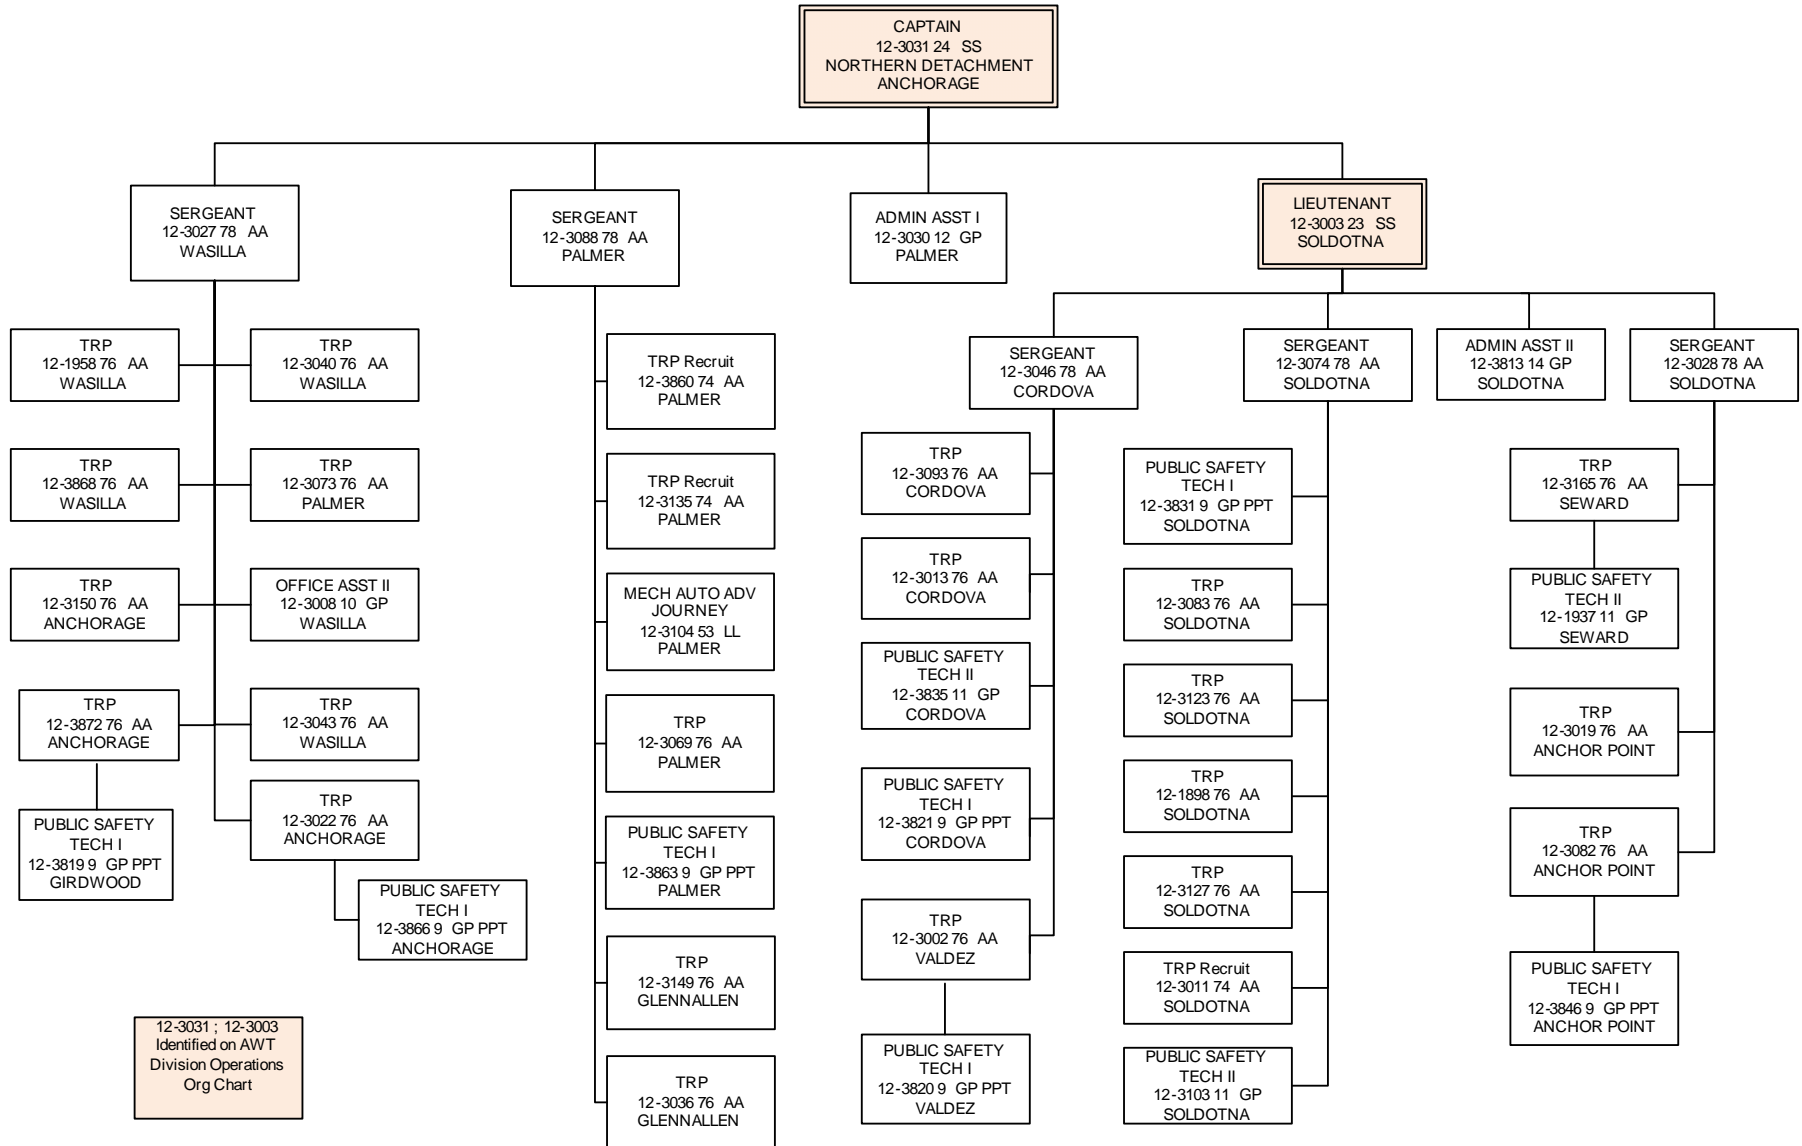 CAPTAIN
12-3031 24 SS
NORTHERN DETACHMENT
ANCHORAGE
SERGEANT
12-3027 78 AA
WASILLA
SERGEANT
12-3088 78 AA
PALMER
ADMIN ASST I
12-3030 12 GP
PALMER
LIEUTENANT
12-3003 23 SS
SOLDOTNA
TRP
12-1958 76 AA
WASILLA
TRP
12-3040 76 AA
WASILLA
TRP
12-3868 76 AA
WASILLA
TRP
12-3073 76 AA
PALMER
TRP
12-3150 76 AA
ANCHORAGE
OFFICE ASST II
12-3008 10 GP
WASILLA
TRP
12-3872 76 AA
ANCHORAGE
TRP
12-3043 76 AA
WASILLA
PUBLIC SAFETY
TECH I
12-3819 9 GP PPT
GIRDWOOD
TRP
12-3022 76 AA
ANCHORAGE
PUBLIC SAFETY
TECH I
12-3866 9 GP PPT
ANCHORAGE
TRP Recruit
12-3860 74 AA
PALMER
TRP Recruit
12-3135 74 AA
PALMER
MECH AUTO ADV
JOURNEY
12-3104 53 LL
PALMER
TRP
12-3069 76 AA
PALMER
PUBLIC SAFETY
TECH I
12-3863 9 GP PPT
PALMER
TRP
12-3149 76 AA
GLENNALLEN
TRP
12-3036 76 AA
GLENNALLEN
SERGEANT
12-3046 78 AA
CORDOVA
SERGEANT
12-3074 78 AA
SOLDOTNA
ADMIN ASST II
12-3813 14 GP
SOLDOTNA
SERGEANT
12-3028 78 AA
SOLDOTNA
TRP
12-3093 76 AA
CORDOVA
TRP
12-3013 76 AA
CORDOVA
PUBLIC SAFETY
TECH II
12-3835 11 GP
CORDOVA
PUBLIC SAFETY
TECH I
12-3821 9 GP PPT
CORDOVA
TRP
12-3002 76 AA
VALDEZ
PUBLIC SAFETY
TECH I
12-3820 9 GP PPT
VALDEZ
PUBLIC SAFETY
TECH I
12-3831 9 GP PPT
SOLDOTNA
TRP
12-3083 76 AA
SOLDOTNA
TRP
12-3123 76 AA
SOLDOTNA
TRP
12-1898 76 AA
SOLDOTNA
TRP
12-3127 76 AA
SOLDOTNA
TRP Recruit
12-3011 74 AA
SOLDOTNA
PUBLIC SAFETY
TECH II
12-3103 11 GP
SOLDOTNA
TRP
12-3165 76 AA
SEWARD
PUBLIC SAFETY
TECH II
12-1937 11 GP
SEWARD
TRP
12-3019 76 AA
ANCHOR POINT
TRP
12-3082 76 AA
ANCHOR POINT
PUBLIC SAFETY
TECH I
12-3846 9 GP PPT
ANCHOR POINT
12-3031 ; 12-3003
Identified on AWT
Division Operations
Org Chart